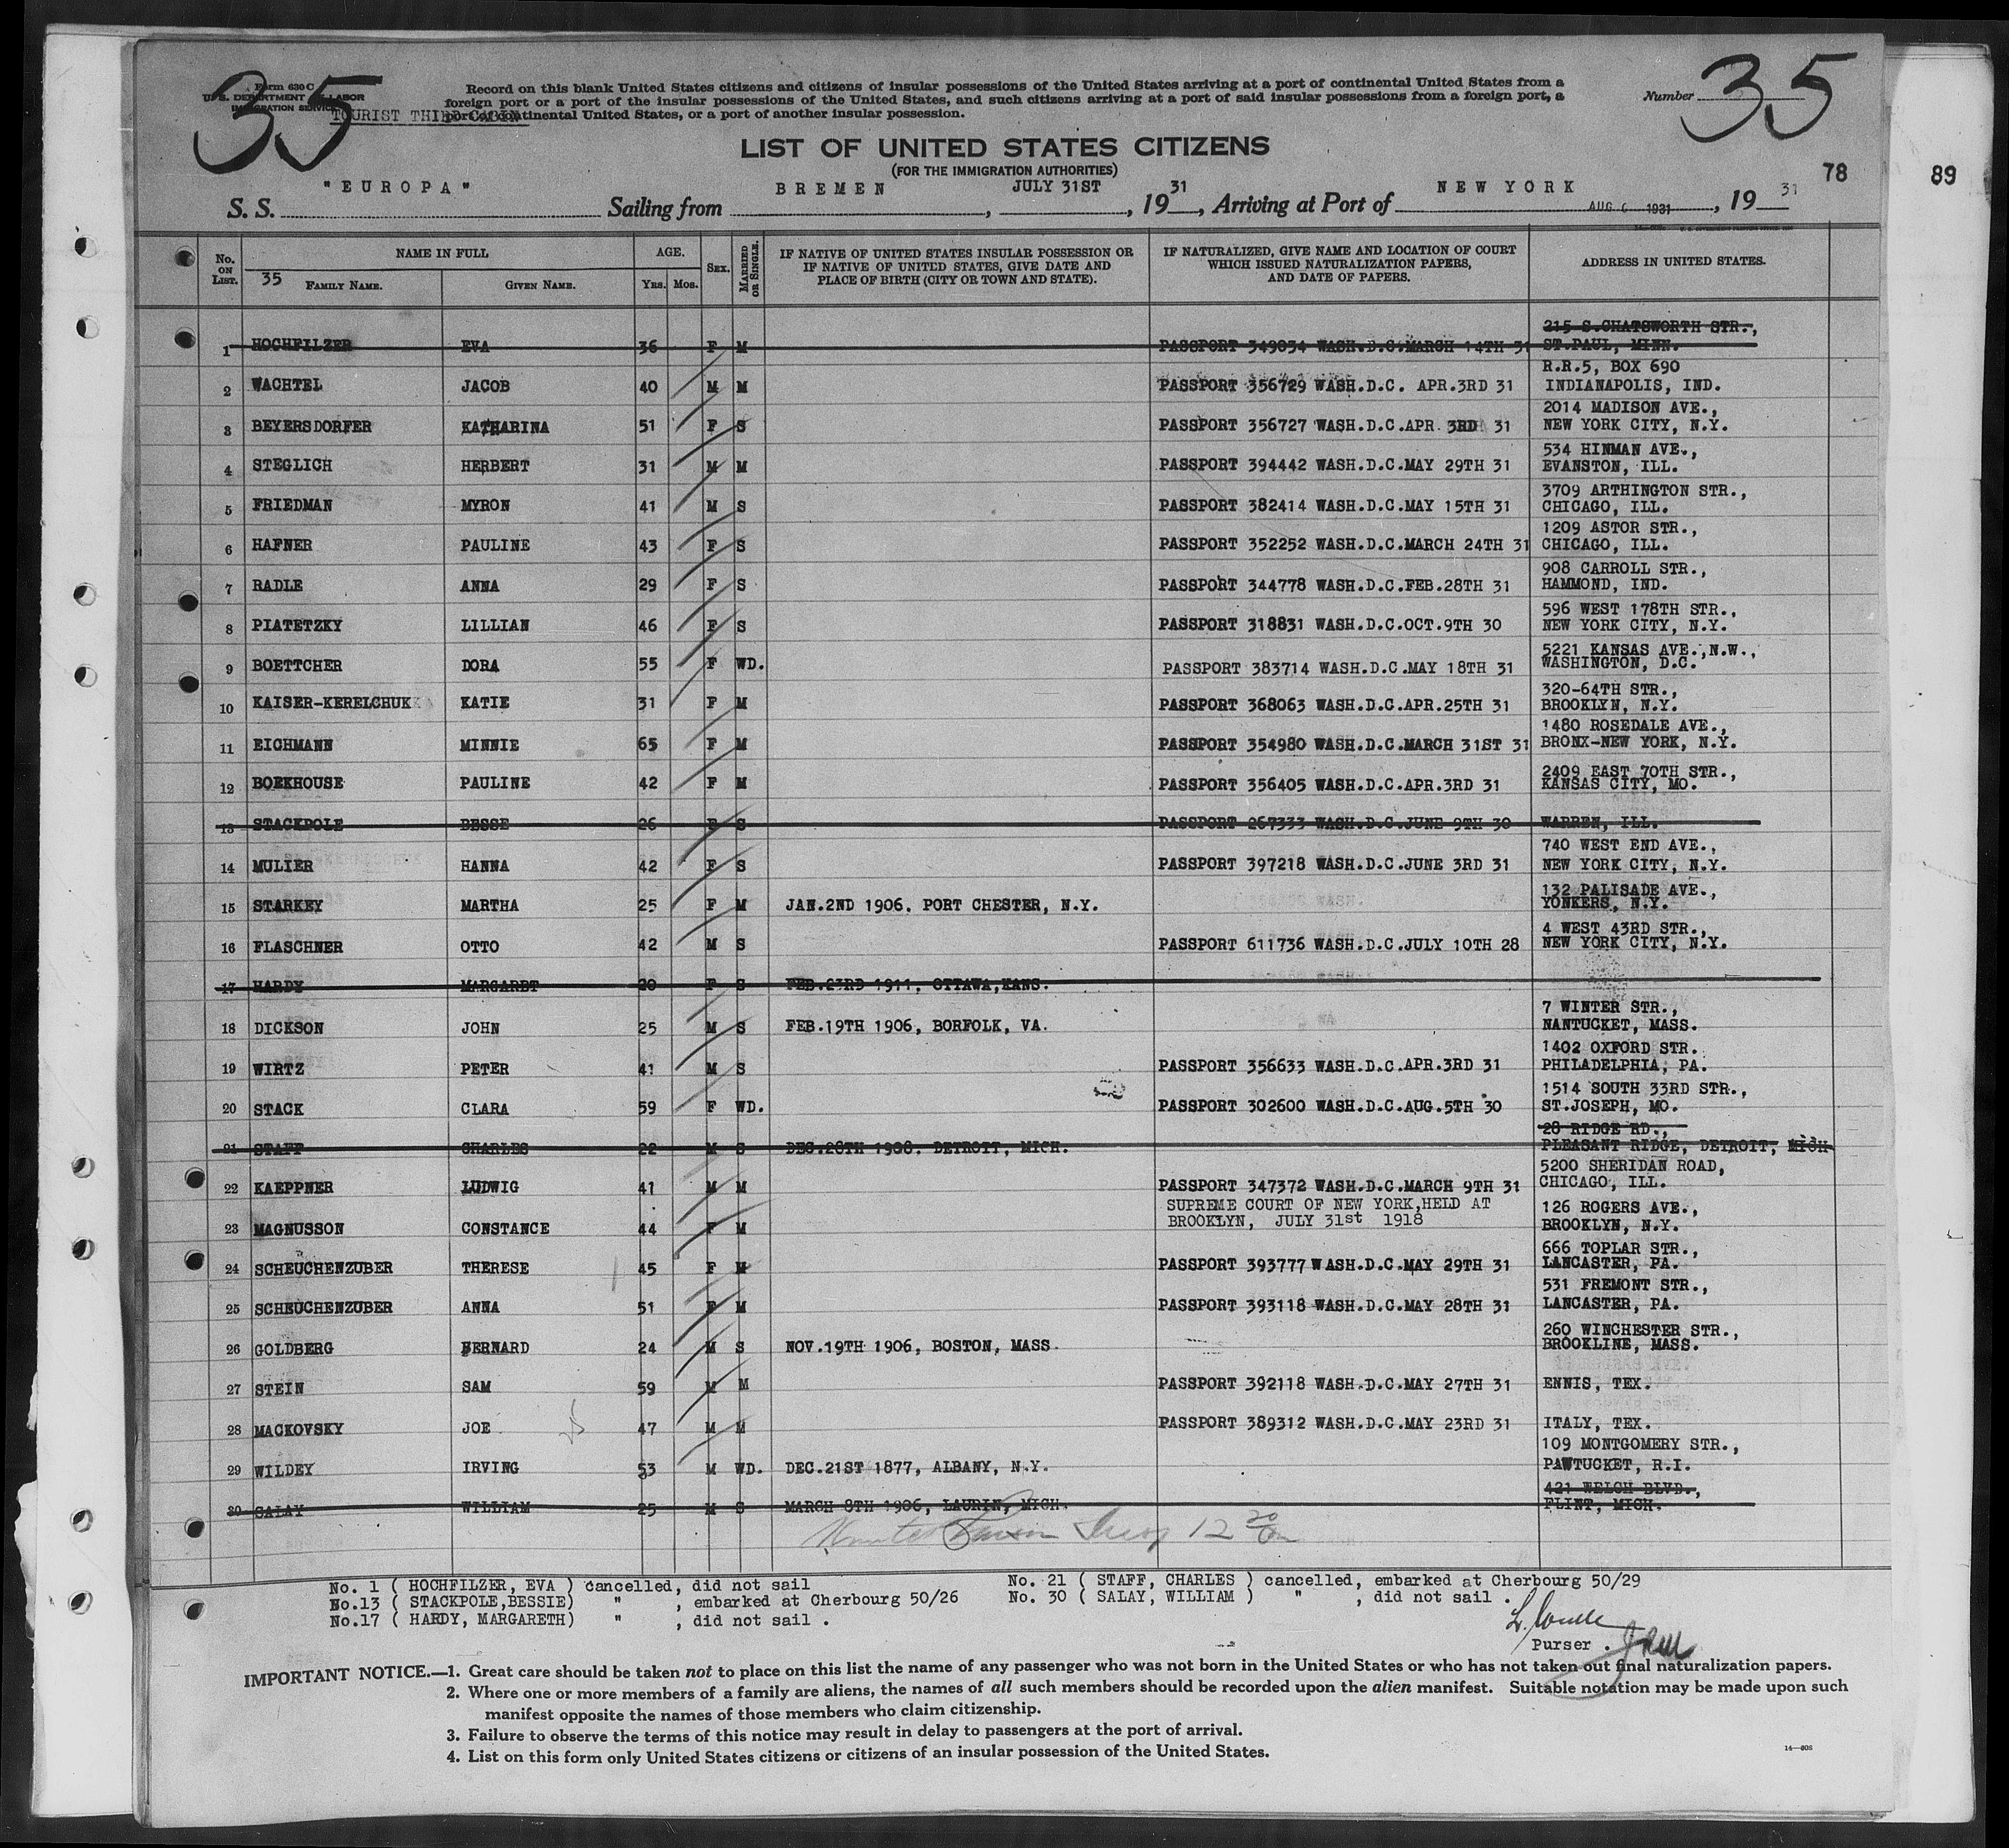 35
35
Form 630 C
U. S. DEPARTMENT OF LABOR
IMMIGRATION SERVICE
TOURIST THIRD CABIN
Record on this blank United States citizens and citizens of insular possessions of the United States arriving at a port of continental United States from a
foreign port or a port of the insular possessions of the United States, and such citizens arriving at a port of said insular possessions from a foreign port, a
port of continental United States, or a port of another insular possession.
Number
LIST OF UNITED STATES CITIZENS
(FOR THE IMMIGRATION AUTHORITIES)
78
89
S. S. "EUROPA" Sailing from BREMEN, JULY 31ST, 1931, Arriving at Port of NEW YORK AUG 6 1931, 1931
No. ON LIST. NAME IN FULL AGE. SEX. MARRIED OR SINGLE. IF NATIVE OF UNITED STATES INSULAR POSSESSION OR IF NATIVE OF UNITED STATES, GIVE DATE AND PLACE OF BIRTH (CITY OR TOWN AND STATE). IF NATURALIZED, GIVE NAME AND LOCATION OF COURT WHICH ISSUED NATURALIZATION PAPERS, AND DATE OF PAPERS. ADDRESS IN UNITED STATES.
35 FAMILY NAME. GIVEN NAME. YRS. MOS.
1 HOCHFILZER EVA 36 F M PASSPORT 349034 WASH.D.C.MARCH 14TH 31 215 S.CHATSWORTH STR., ST.PAUL, MINN.
2 WACHTEL JACOB 40 M M PASSPORT 356729 WASH.D.C. APR.3RD 31 R.R.5, BOX 690 INDIANAPOLIS, IND.
3 BEYERSDORFER KATHARINA 51 F S PASSPORT 356727 WASH.D.C.APR 3RD 31 2014 MADISON AVE., NEW YORK CITY, N.Y.
4 STEGLICH HERBERT 31 M M PASSPORT 394442 WASH.D.C.MAY 29TH 31 534 HINMAN AVE., EVANSTON, ILL.
5 FRIEDMAN MYRON 41 M S PASSPORT 382414 WASH.D.C.MAY 15TH 31 3709 ARTHINGTON STR., CHICAGO, ILL.
6 HAFNER PAULINE 43 F S PASSPORT 352252 WASH.D.C.MARCH 24TH 31 1209 ASTOR STR., CHICAGO, ILL.
7 RADLE ANNA 29 F S PASSPORT 344778 WASH.D.C.FEB.28TH 31 908 CARROLL STR., HAMMOND, IND.
8 PIATETZKY LILLIAN 46 F S PASSPORT 318831 WASH.D.C.OCT.9TH 30 596 WEST 178TH STR., NEW YORK CITY, N.Y.
9 BOETTCHER DORA 55 F WD. PASSPORT 383714 WASH.D.C.MAY 18TH 31 5221 KANSAS AVE.,N.W., WASHINGTON, D.C.
10 KAISER-KERELCHUK KATIE 31 F M PASSPORT 368063 WASH.D.C.APR.25TH 31 320-64TH STR., BROOKLYN, N.Y.
11 EICHMANN MINNIE 65 F M PASSPORT 354980 WASH.D.C.MARCH 31ST 31 1480 ROSEDALE AVE., BRONX-NEW YORK, N.Y.
12 BOEKHOUSE PAULINE 42 F M PASSPORT 356405 WASH.D.C.APR.3RD 31 2409 EAST 70TH STR., KANSAS CITY, MO.
13 STACKPOLE BESSE 26 F S PASSPORT 267333 WASH.D.C.JUNE 9TH 30 WARREN, ILL.
14 MULIER HANNA 42 F S PASSPORT 397218 WASH.D.C.JUNE 3RD 31 740 WEST END AVE., NEW YORK CITY, N.Y.
15 STARKEY MARTHA 25 F M JAN.2ND 1906, PORT CHESTER, N.Y. 132 PALISADE AVE., YONKERS, N.Y.
16 FLASCHNER OTTO 42 M S PASSPORT 611736 WASH.D.C.JULY 10TH 28 4 WEST 43RD STR., NEW YORK CITY, N.Y.
17 HARDY MARGARET 20 F S FEB.23RD 1911, OTTAWA,KANS.
18 DICKSON JOHN 25 M S FEB.19TH 1906, BORFOLK, VA. 7 WINTER STR., NANTUCKET, MASS.
19 WIRTZ PETER 41 M S PASSPORT 356633 WASH.D.C.APR.3RD 31 1402 OXFORD STR. PHILADELPHIA, PA.
20 STACK CLARA 59 F WD. PASSPORT 302600 WASH.D.C.AUG.5TH 30 1514 SOUTH 33RD STR., ST.JOSEPH, MO.
21 STAFF CHARLES 22 M S DEC.28TH 1908, DETROIT, MICH. 28 RIDGE RD., PLEASANT RIDGE, DETROIT, MICH
22 KAEPPNER LUDWIG 41 M M PASSPORT 347372 WASH.D.C.MARCH 9TH 31 5200 SHERIDAN ROAD, CHICAGO, ILL.
23 MAGNUSSON CONSTANCE 44 F M SUPREME COURT OF NEW YORK,HELD AT BROOKLYN, JULY 31st 1918 126 ROGERS AVE., BROOKLYN, N.Y.
24 SCHEUCHENZUBER THERESE 45 F M PASSPORT 393777 WASH.D.C.MAY 29TH 31 666 TOPLAR STR., LANCASTER, PA.
25 SCHEUCHENZUBER ANNA 51 F M PASSPORT 393118 WASH.D.C.MAY 28TH 31 531 FREMONT STR., LANCASTER, PA.
26 GOLDBERG BERNARD 24 M S NOV.19TH 1906, BOSTON, MASS. 260 WINCHESTER STR., BROOKLINE, MASS.
27 STEIN SAM 59 M M PASSPORT 392118 WASH.D.C.MAY 27TH 31 ENNIS, TEX.
28 MACKOVSKY JOE 47 M M PASSPORT 389312 WASH.D.C.MAY 23RD 31 ITALY, TEX.
29 WILDEY IRVING 53 M WD. DEC.21ST 1877, ALBANY, N.Y. 109 MONTGOMERY STR., PAWTUCKET, R.I.
30 SALAY WILLIAM 25 M S MARCH 8TH 1906, LAURIN, MICH. 421 WELCH BLVD., FLINT, MICH.
No. 1 ( HOCHFILZER, EVA ) cancelled, did not sail
No.13 ( STACKPOLE,BESSIE) " , embarked at Cherbourg 50/26
No.17 ( HARDY, MARGARETH) " , did not sail .
No. 21 ( STAFF, CHARLES ) cancelled, embarked at Cherbourg 50/29
No. 30 ( SALAY, WILLIAM ) " , did not sail .
Purser .
IMPORTANT NOTICE.—1. Great care should be taken not to place on this list the name of any passenger who was not born in the United States or who has not taken out final naturalization papers.
2. Where one or more members of a family are aliens, the names of all such members should be recorded upon the alien manifest. Suitable notation may be made upon such
manifest opposite the names of those members who claim citizenship.
3. Failure to observe the terms of this notice may result in delay to passengers at the port of arrival.
4. List on this form only United States citizens or citizens of an insular possession of the United States.
14—808